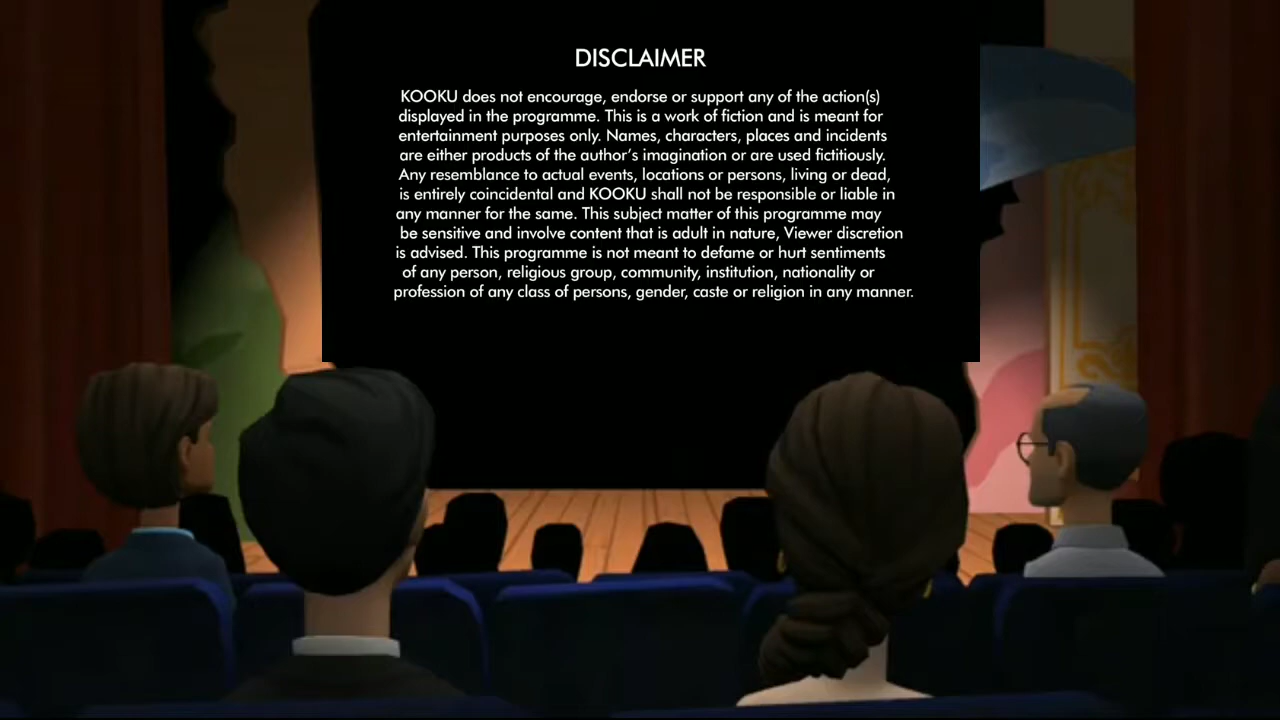 DISCLAIMER
KOOKU does not encourage, endorse or support any of the action(s)
displayed in the programme. This is a work of fiction and is meant for
entertainment purposes only. Names, characters, places and incidents
are either products of the author's imagination or are used fictitiously.
Any resemblance to actual events, locations or persons, living or dead,
is entirely coincidental and KOOKU shall not be responsible or liable in
any manner for the same. This subject matter of this programme may
be sensitive and involve content that is adult in nature, Viewer discretion
is advised. This programme is not meant to defame or hurt sentiments
of any person, religious group, community, institution, nationality or
profession of any class of persons, gender, caste or religion in any manner.